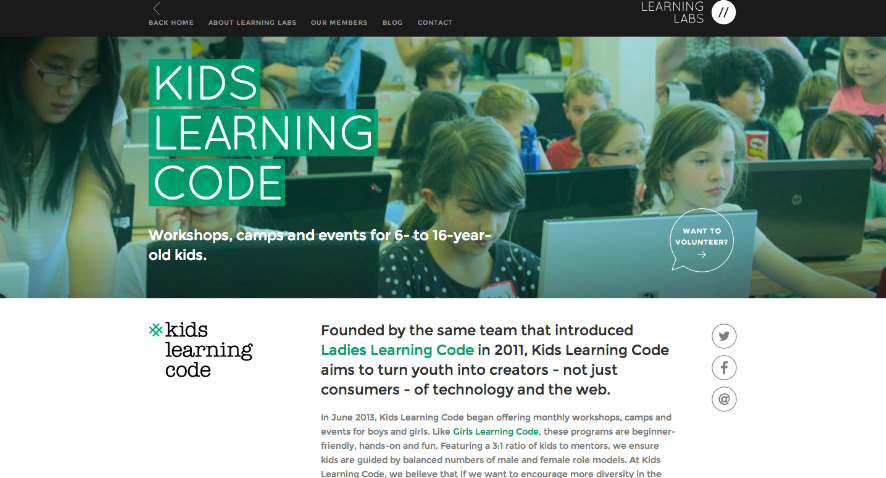 LEARNING
LABS //
BACK HOME ABOUT LEARNING LABS OUR MEMBERS BLOG CONTACT
KIDS
LEARNING
CODE
Workshops, camps and events for 6- to 16-year-
old kids.
WANT TO
VOLUNTEER?
→
kids
learning
code
Founded by the same team that introduced
Ladies Learning Code in 2011, Kids Learning Code
aims to turn youth into creators - not just
consumers - of technology and the web.
In June 2013, Kids Learning Code began offering monthly workshops, camps and
events for boys and girls. Like Girls Learning Code, these programs are beginner-
friendly, hands-on and fun. Featuring a 3:1 ratio of kids to mentors, we ensure
kids are guided by balanced numbers of male and female role models. At Kids
Learning Code, we believe that if we want to encourage more diversity in the